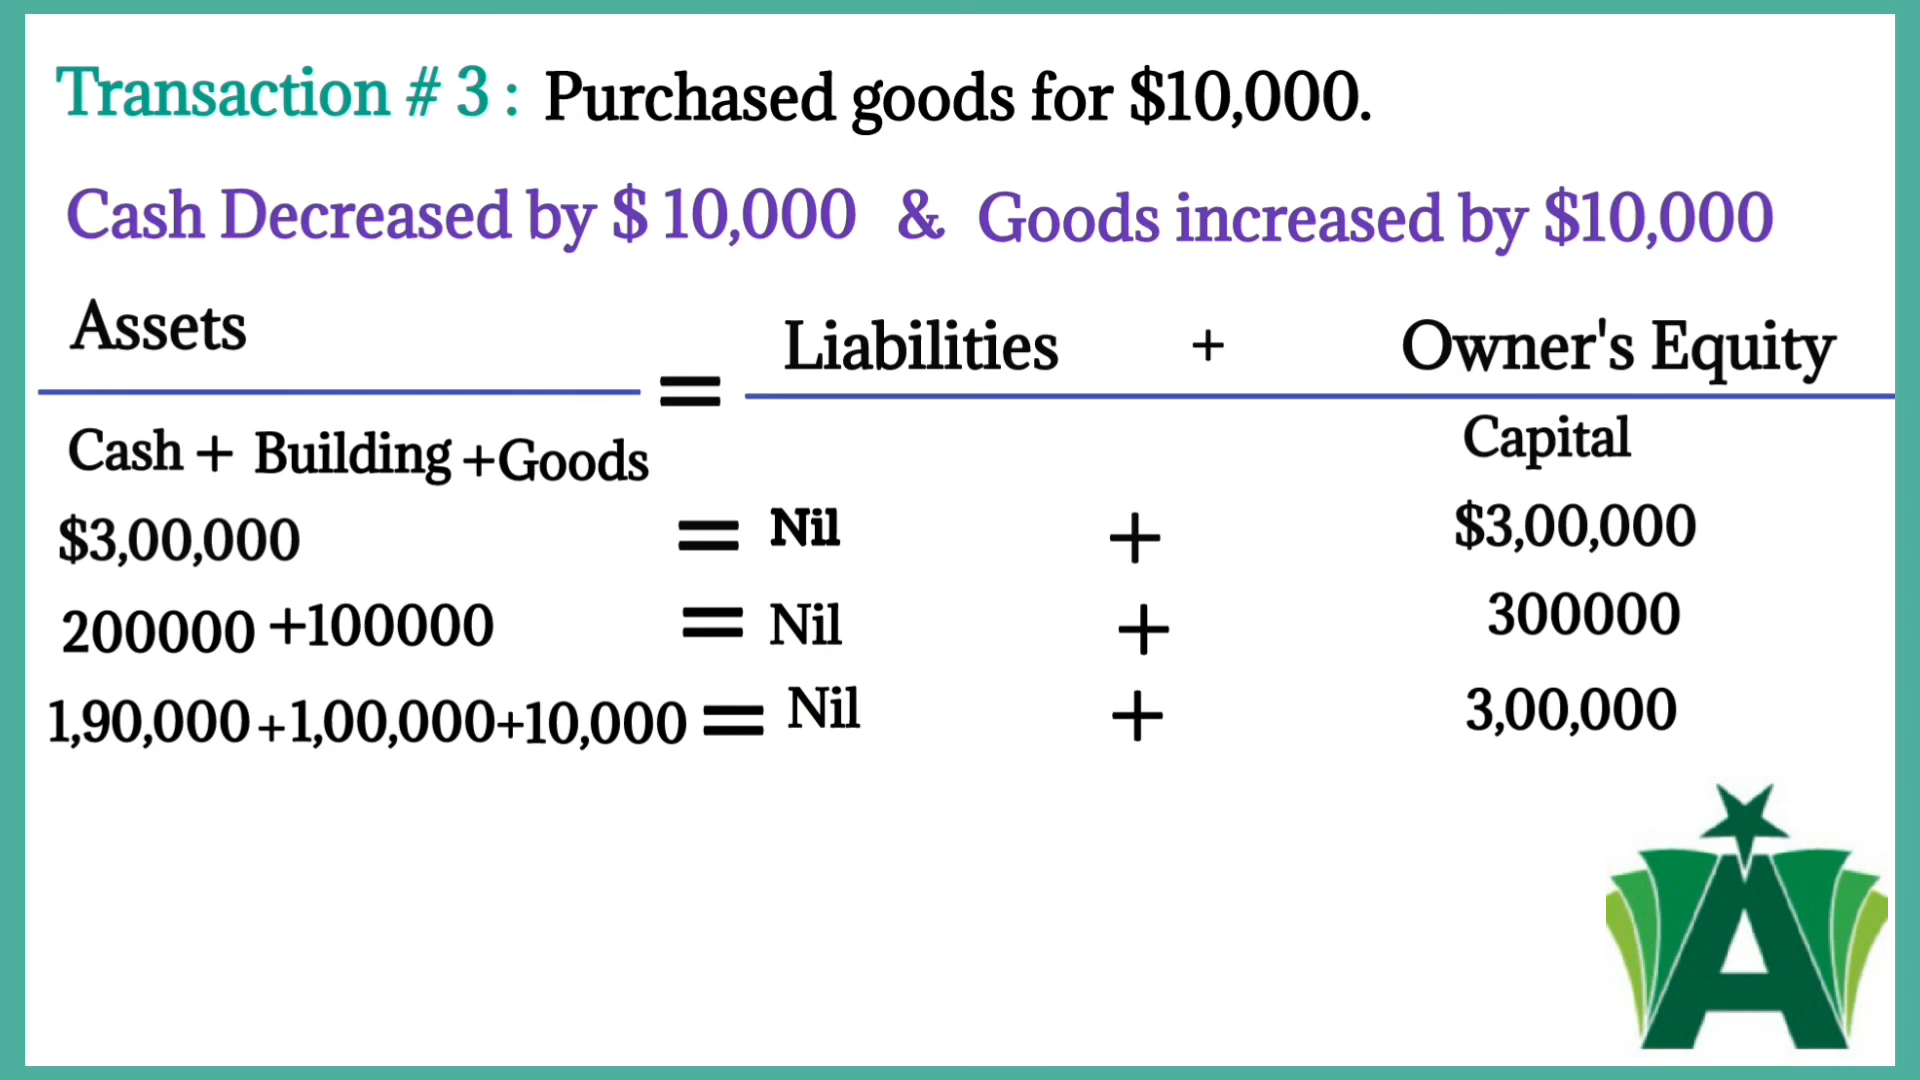 Transaction # 3 : Purchased goods for $10,000.
Cash Decreased by $ 10,000 & Goods increased by $10,000
Assets = Liabilities + Owner's Equity
Cash + Building +Goods Capital
$3,00,000 = Nil + $3,00,000
200000 +100000 = Nil + 300000
1,90,000 +1,00,000+10,000 = Nil + 3,00,000
A